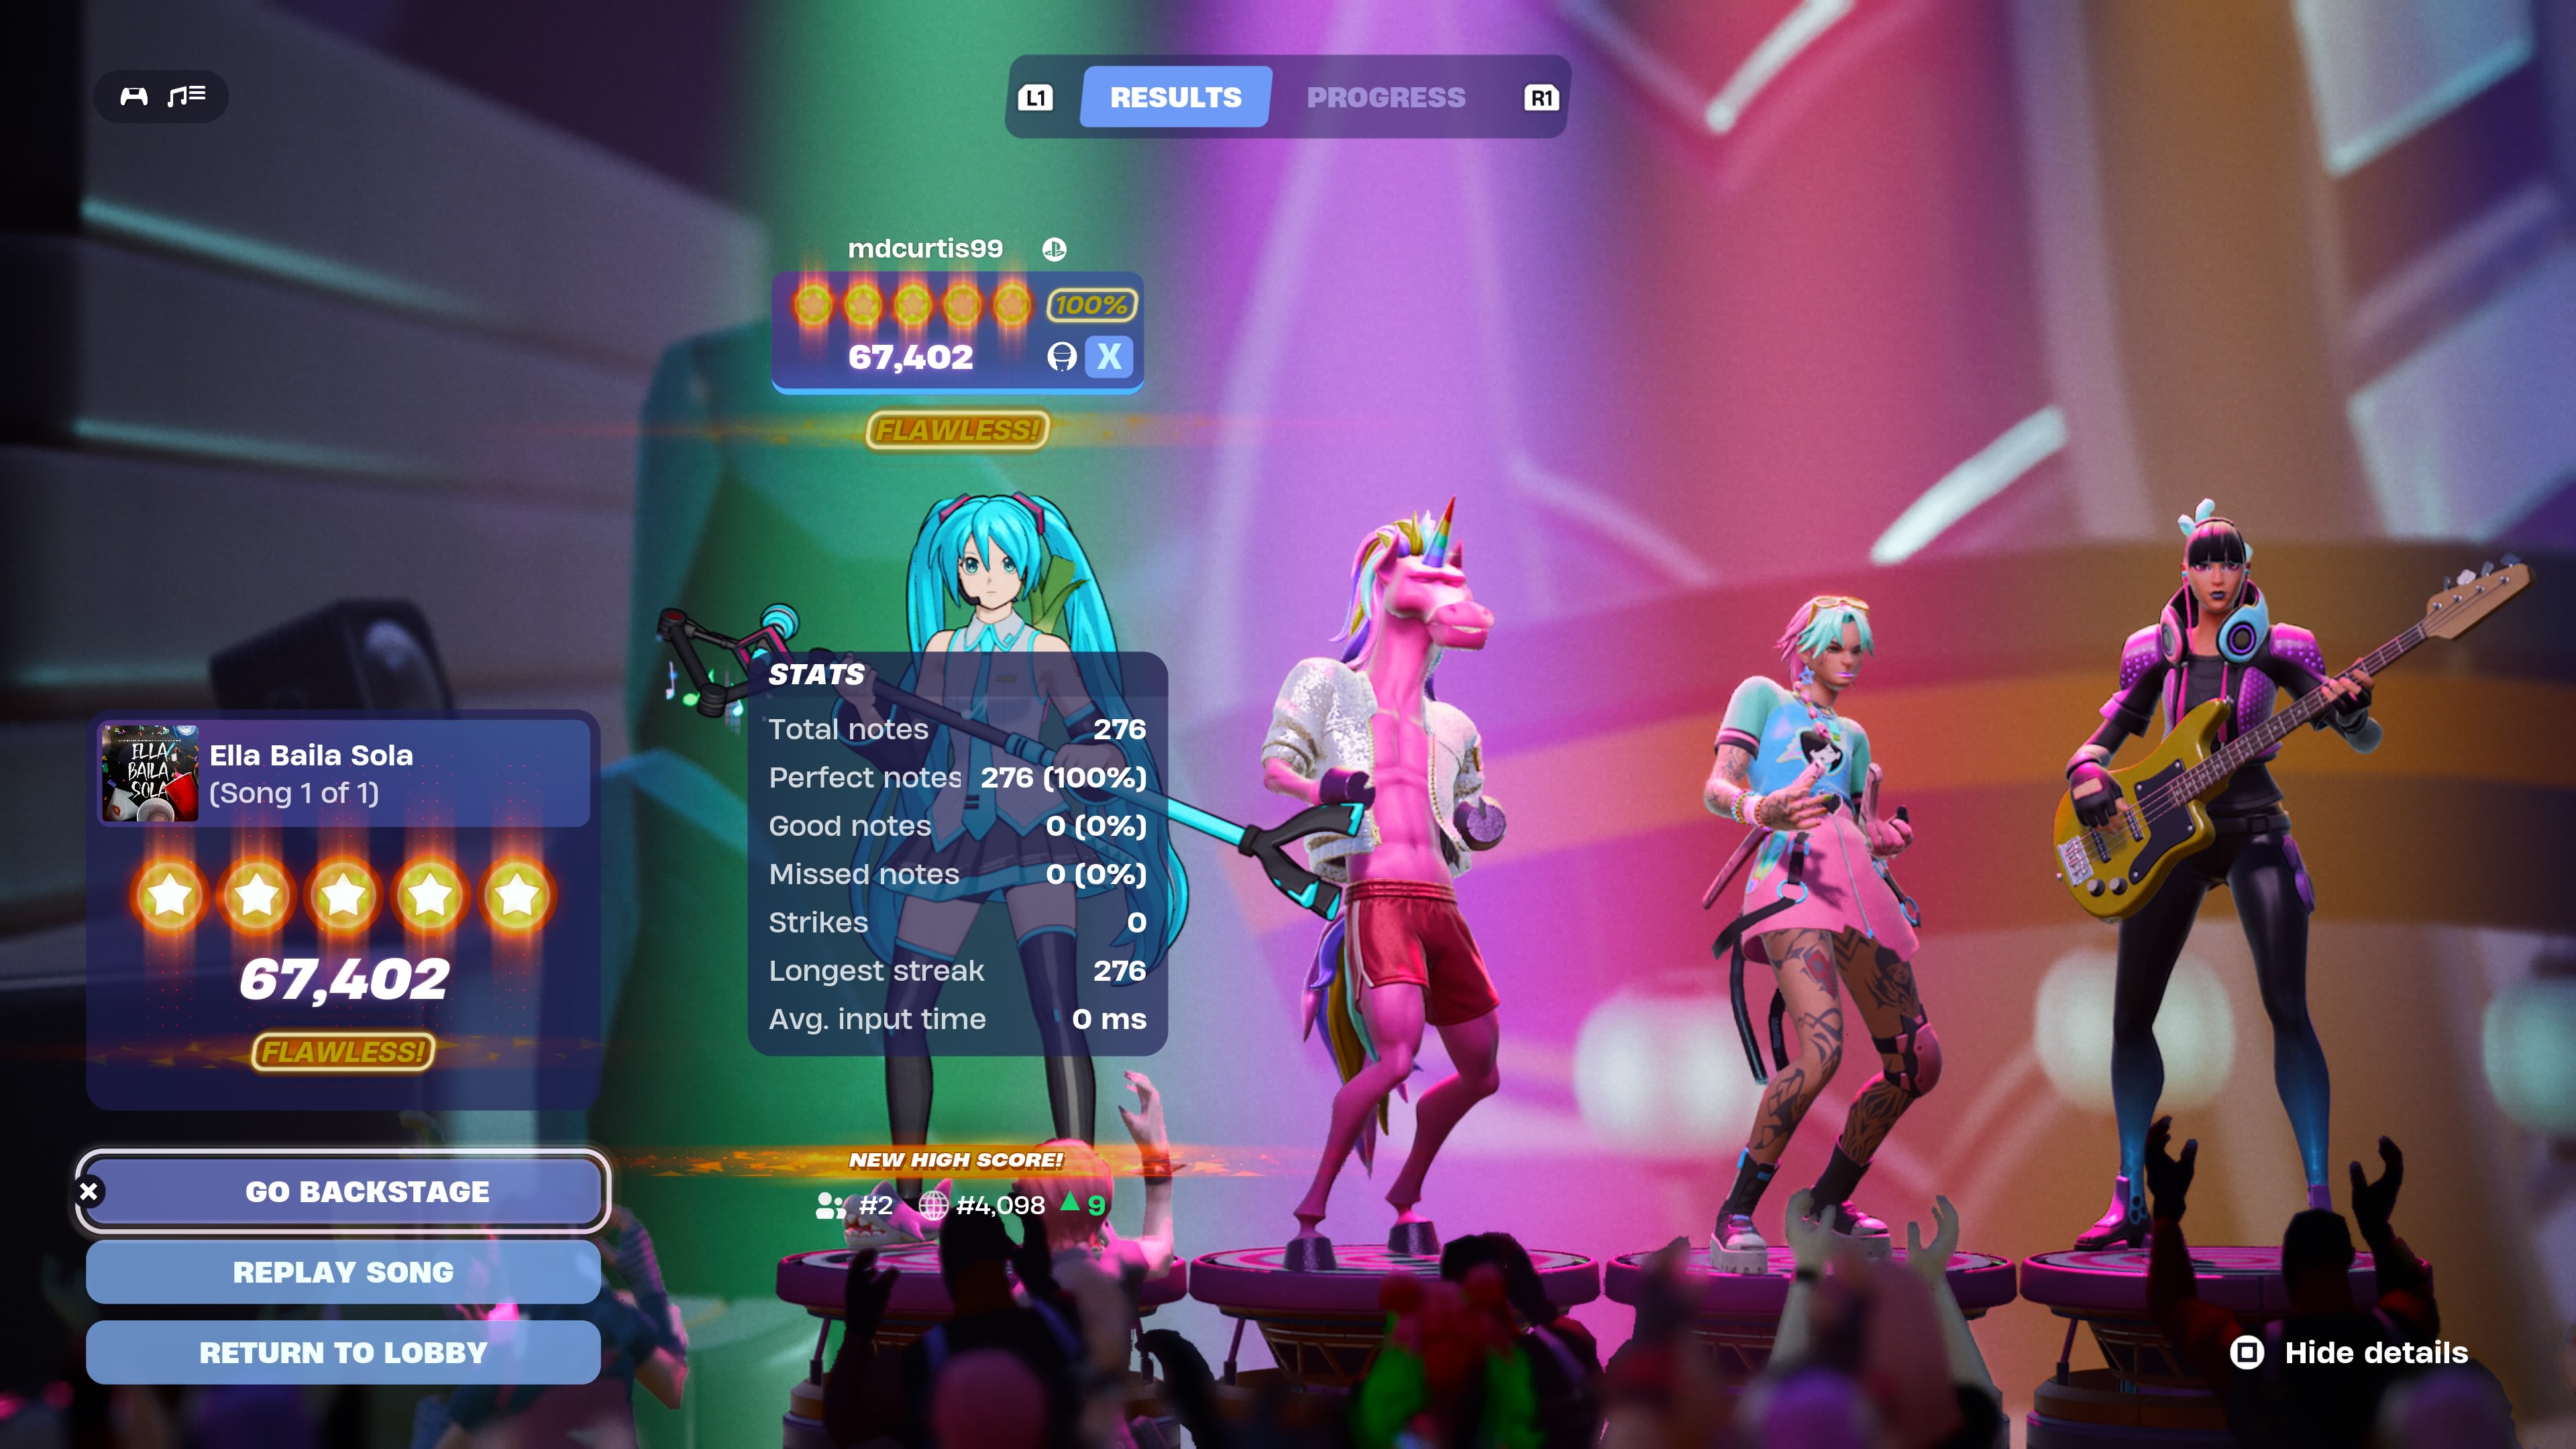 L1
RESULTS
PROGRESS
R1
mdcurtis99
100%
67,402
X
FLAWLESS!
STATS
Total notes 276
Perfect notes 276 (100%)
Good notes 0 (0%)
Missed notes 0 (0%)
Strikes 0
Longest streak 276
Avg. input time 0 ms
NEW HIGH SCORE!
#2 #4,098 9
ELLA
BAILA
SOLA
Ella Baila Sola
(Song 1 of 1)
67,402
FLAWLESS!
GO BACKSTAGE
REPLAY SONG
RETURN TO LOBBY
Hide details